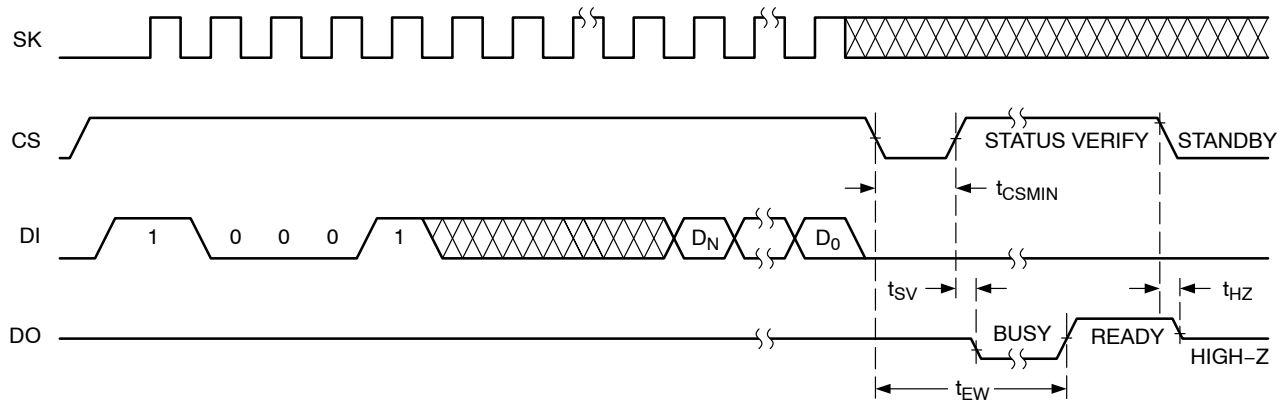 SK
CS
STATUS VERIFY
STANDBY
tCSMIN
DI
1
0
0
0
1
DN
D0
tSV
tHZ
DO
BUSY
READY
HIGH–Z
tEW